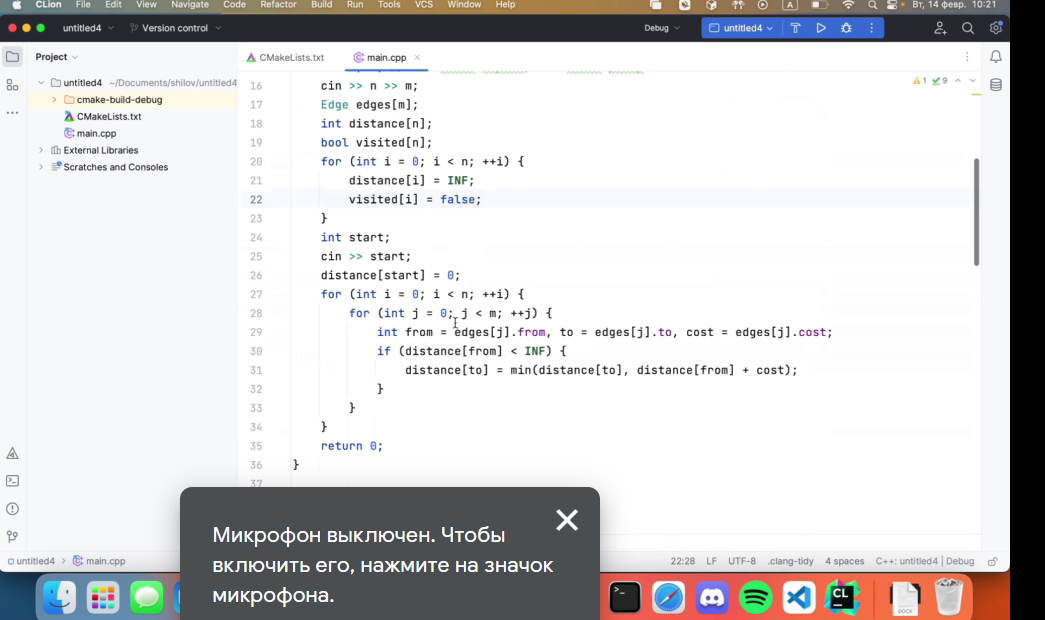 CLion File Edit View Navigate Code Refactor Build Run Tools VCS Window Help A Вт, 14 февр. 10:21
untitled4 Version control Debug untitled4
Project CMakeLists.txt main.cpp
untitled4 ~/Documents/shilov/untitled4
cmake-build-debug
CMakeLists.txt
main.cpp
External Libraries
Scratches and Consoles
1 9
16 cin >> n >> m;
17 Edge edges[m];
18 int distance[n];
19 bool visited[n];
20 for (int i = 0; i < n; ++i) {
21 distance[i] = INF;
22 visited[i] = false;
23 }
24 int start;
25 cin >> start;
26 distance[start] = 0;
27 for (int i = 0; i < n; ++i) {
28 for (int j = 0; j < m; ++j) {
29 int from = edges[j].from, to = edges[j].to, cost = edges[j].cost;
30 if (distance[from] < INF) {
31 distance[to] = min(distance[to], distance[from] + cost);
32 }
33 }
34 }
35 return 0;
36 }
37
Микрофон выключен. Чтобы
включить его, нажмите на значок
микрофона.
untitled4 > main.cpp 22:28 LF UTF-8 .clang-tidy 4 spaces C++: untitled4 | Debug
CL
DOCX